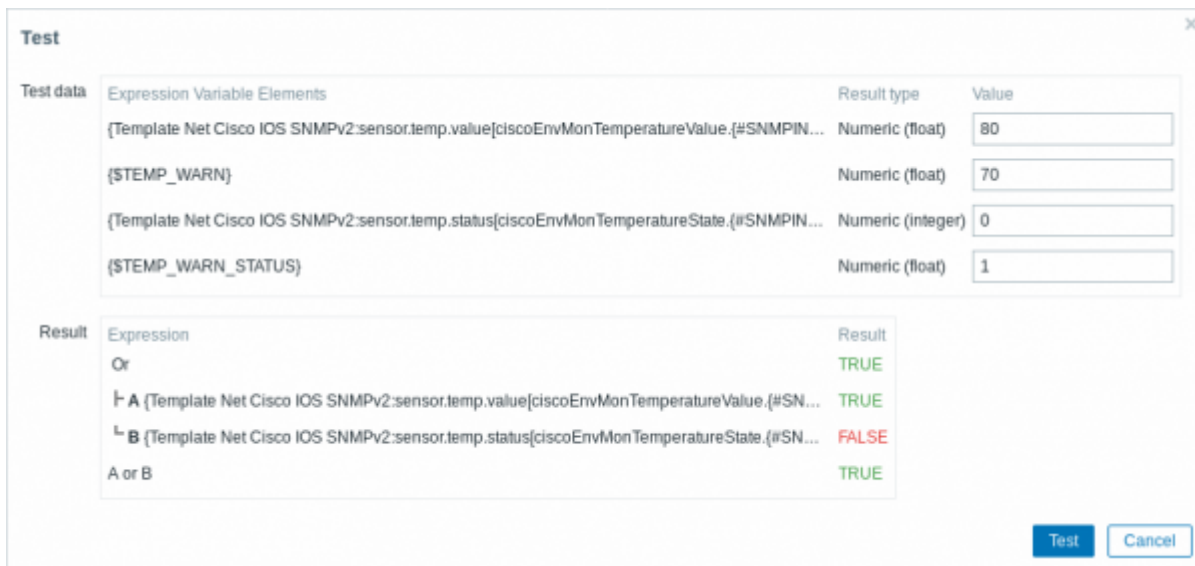 Test
×
Test data Expression Variable Elements Result type Value
{Template Net Cisco IOS SNMPv2:sensor.temp.value[ciscoEnvMonTemperatureValue.{#SNMPIN... Numeric (float) 80
{$TEMP_WARN} Numeric (float) 70
{Template Net Cisco IOS SNMPv2:sensor.temp.status[ciscoEnvMonTemperatureState.{#SNMPIN... Numeric (integer) 0
{$TEMP_WARN_STATUS} Numeric (float) 1
Result Expression Result
Or TRUE
A {Template Net Cisco IOS SNMPv2:sensor.temp.value[ciscoEnvMonTemperatureValue.{#SN... TRUE
B {Template Net Cisco IOS SNMPv2:sensor.temp.status[ciscoEnvMonTemperatureState.{#SN... FALSE
A or B TRUE
Test Cancel